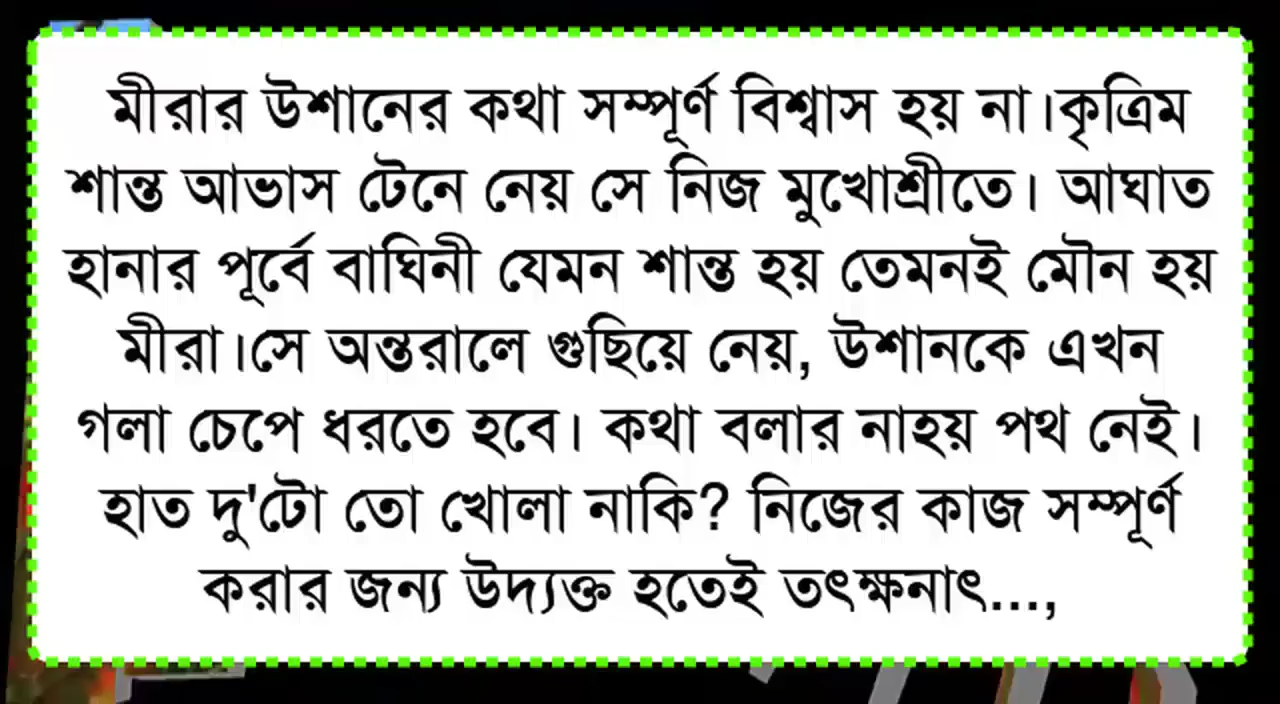 মীরার উশানের কথা সম্পূর্ণ বিশ্বাস হয় না।কৃত্রিম
শান্ত আভাস টেনে নেয় সে নিজ মুখোশ্রীতে। আঘাত
হানার পূর্বে বাঘিনী যেমন শান্ত হয় তেমনই মৌন হয়
মীরা।সে অন্তরালে গুছিয়ে নেয়, উশানকে এখন
গলা চেপে ধরতে হবে। কথা বলার নাহয় পথ নেই।
হাত দু'টো তো খোলা নাকি? নিজের কাজ সম্পূর্ণ
করার জন্য উদ্যক্ত হতেই তৎক্ষনাৎ...,